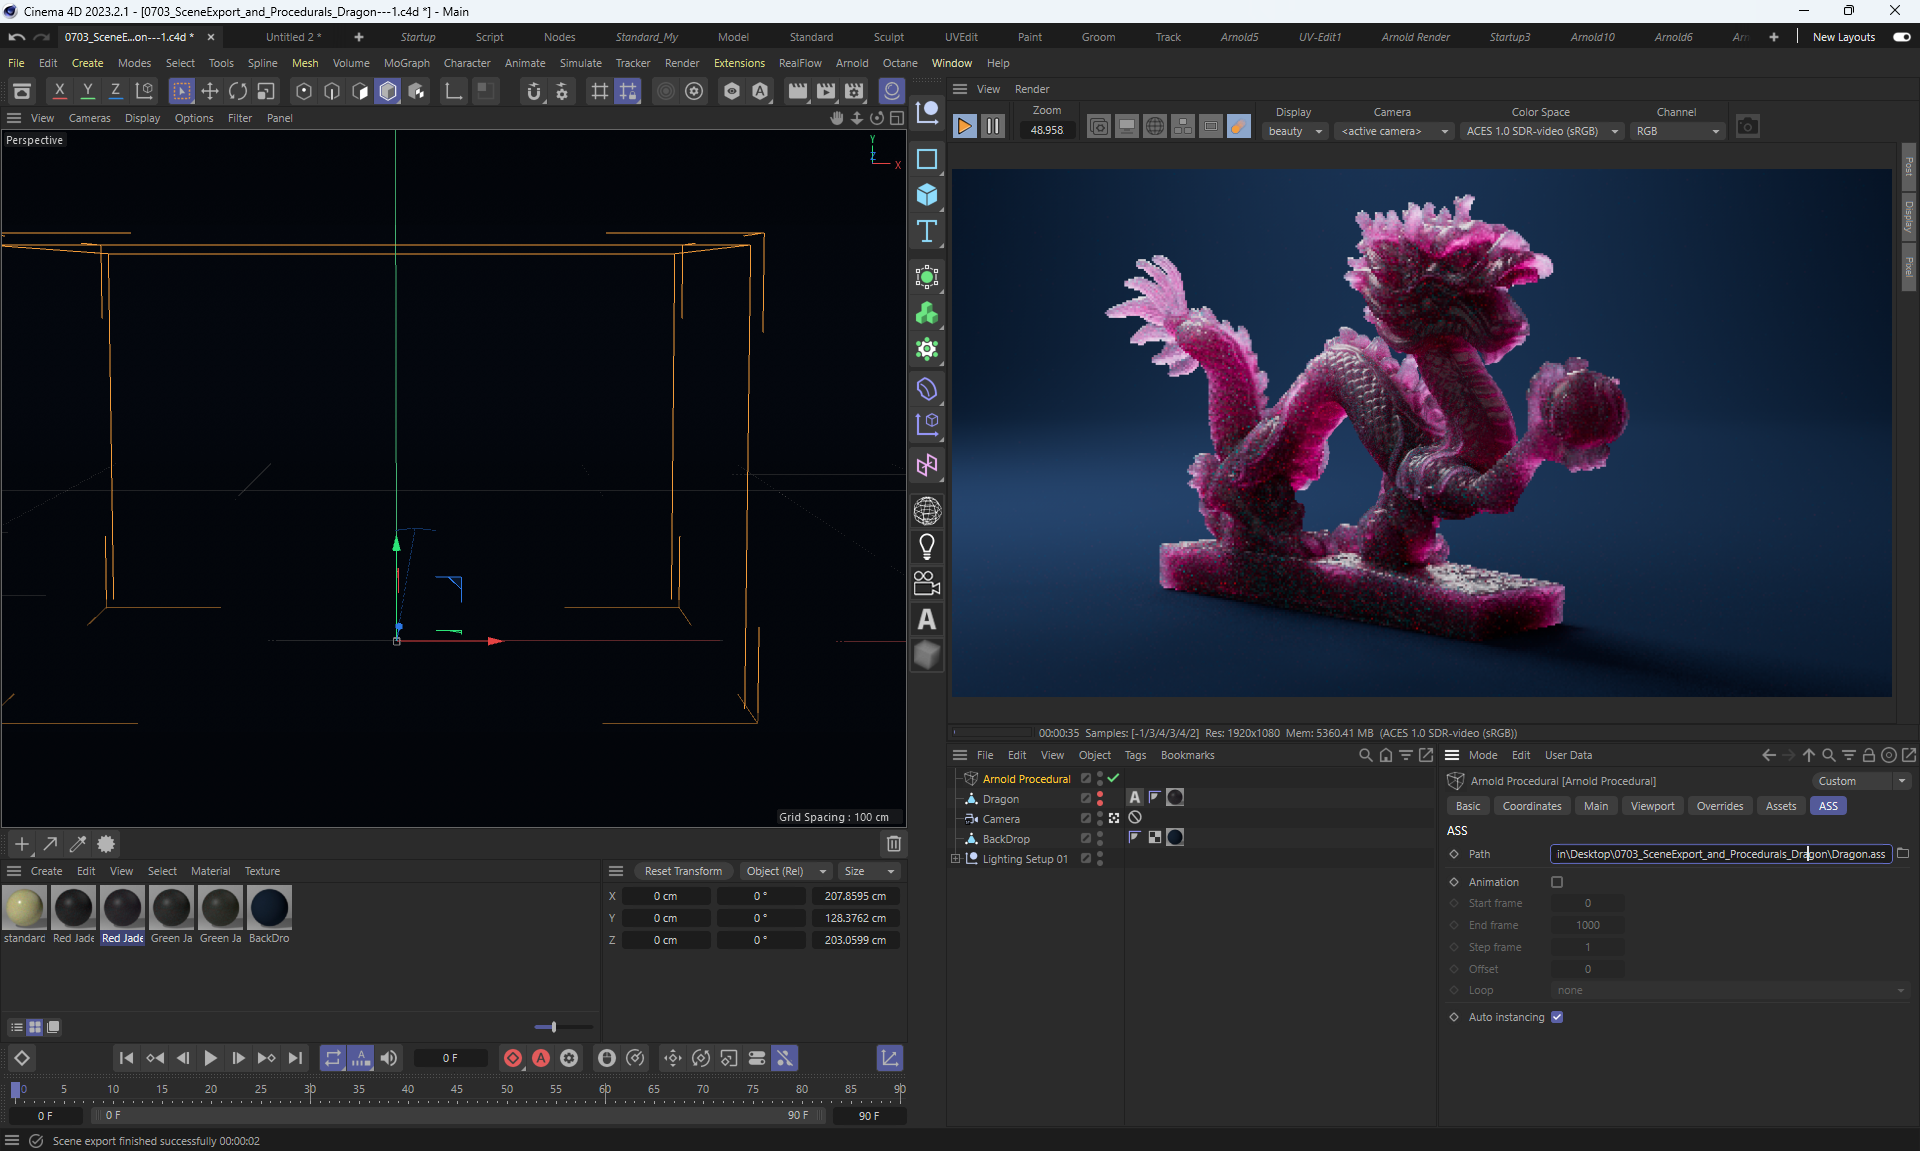 Cinema 4D 2023.2.1 - [0703_SceneExport_and_Procedurals_Dragon---1.c4d *] - Main
0703_SceneE...on---1.c4d * Untitled 2 * Startup Script Nodes Standard_My Model Standard Sculpt UVEdit Paint Groom Track Arnold5 UV-Edit1 Arnold Render Startup3 Arnold10 Arnold6 Arn New Layouts
File Edit Create Modes Select Tools Spline Mesh Volume MoGraph Character Animate Simulate Tracker Render Extensions RealFlow Arnold Octane Window Help
X Y Z
View Cameras Display Options Filter Panel
Perspective
Y
Z
X
Grid Spacing : 100 cm
View Render
Zoom Display Camera Color Space Channel
48.958 beauty <active camera> ACES 1.0 SDR-video (sRGB) RGB
Post
Display
Pixel
00:00:35 Samples: [-1/3/4/3/4/2] Res: 1920x1080 Mem: 5360.41 MB (ACES 1.0 SDR-video (sRGB))
File Edit View Object Tags Bookmarks
Arnold Procedural
Dragon
Camera
BackDrop
Lighting Setup 01
Mode Edit User Data
Arnold Procedural [Arnold Procedural] Custom
Basic Coordinates Main Viewport Overrides Assets ASS
ASS
Path in\Desktop\0703_SceneExport_and_Procedurals_Dragon\Dragon.ass
Animation
Start frame 0
End frame 1000
Step frame 1
Offset 0
Loop none
Auto instancing
Create Edit View Select Material Texture
standard Red Jade Red Jade Green Ja Green Ja BackDro
Reset Transform Object (Rel) Size
X 0 cm 0 ° 207.8595 cm
Y 0 cm 0 ° 128.3762 cm
Z 0 cm 0 ° 203.0599 cm
0 F
0 5 10 15 20 25 30 35 40 45 50 55 60 65 70 75 80 85 90
0 F 0 F 90 F 90 F
Scene export finished successfully 00:00:02